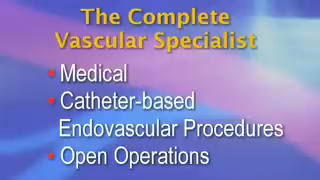 The Complete
Vascular Specialist
• Medical
• Catheter-based
Endovascular Procedures
• Open Operations